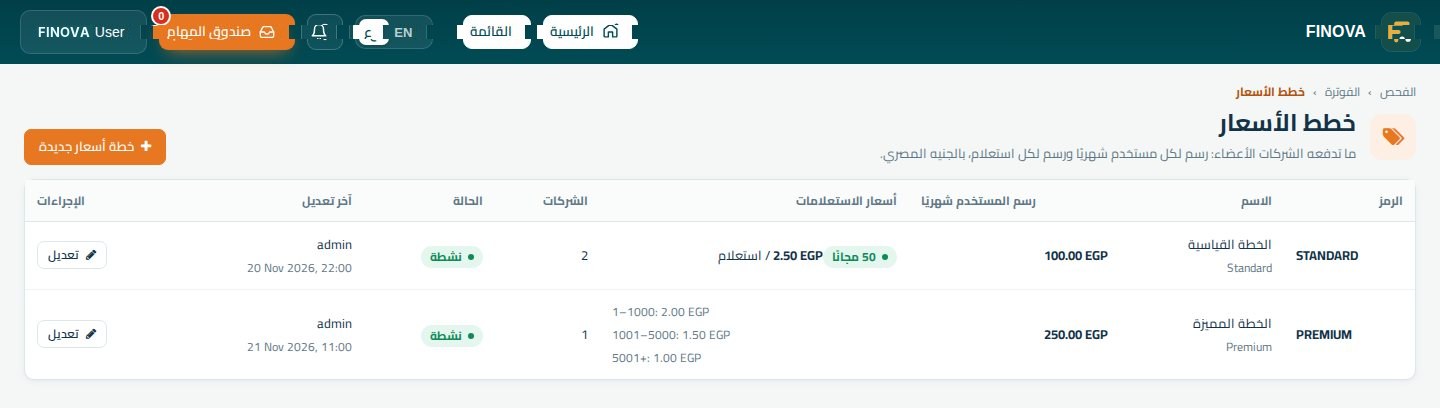 FINOVA
الرئيسية
القائمة
EN
ع
صندوق المهام
0
FINOVA User
الفحص › الفوترة › خطط الأسعار
خطط الأسعار
ما تدفعه الشركات الأعضاء: رسم لكل مستخدم شهريًا ورسم لكل استعلام، بالجنيه المصري.
+ خطة أسعار جديدة
الرمز الاسم رسم المستخدم شهريًا أسعار الاستعلامات الشركات الحالة آخر تعديل الإجراءات
STANDARD الخطة القياسية 100.00 EGP 50 مجانًا 2.50 EGP / استعلام 2 نشطة admin تعديل
Standard 20 Nov 2026, 22:00
PREMIUM الخطة المميزة 250.00 EGP 1–1000: 2.00 EGP 1 نشطة admin تعديل
Premium 1001–5000: 1.50 EGP 21 Nov 2026, 11:00
5001+: 1.00 EGP